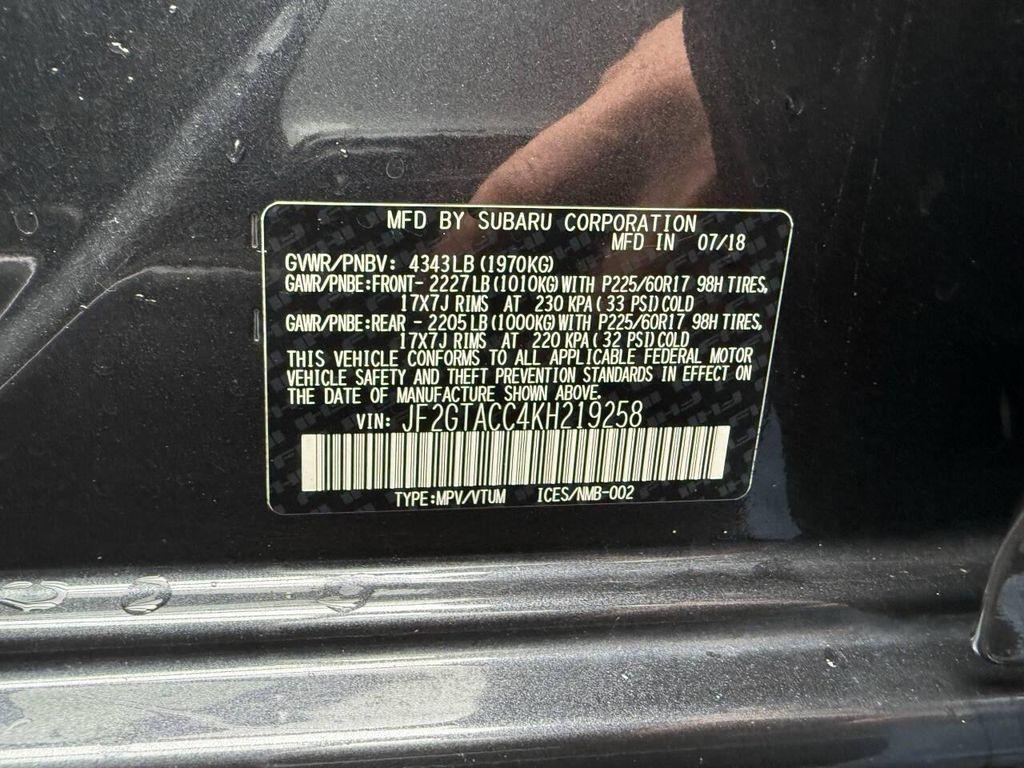 MFD BY SUBARU CORPORATION
MFD IN 07/18
GVWR/PNBV: 4343LB (1970KG)
GAWR/PNBE:FRONT- 2227LB (1010KG)WITH P225/60R17 98H TIRES,
17X7J RIMS AT 230 KPA( 33 PSI)COLD
GAWR/PNBE:REAR - 2205LB (1000KG)WITH P225/60R17 98H TIRES,
17X7J RIMS AT 220 KPA( 32 PSI)COLD
THIS VEHICLE CONFORMS TO ALL APPLICABLE FEDERAL MOTOR
VEHICLE SAFETY AND THEFT PREVENTION STANDARDS IN EFFECT ON
THE DATE OF MANUFACTURE SHOWN ABOVE.
VIN: JF2GTACC4KH219258
TYPE:MPV/VTUM ICES/NMB-002